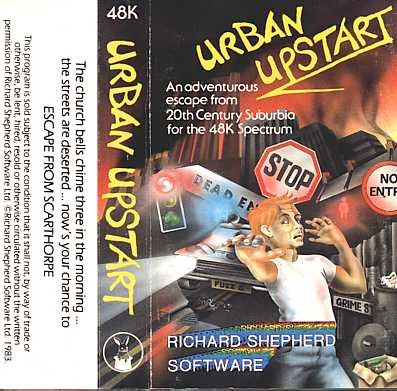 This program is sold subject to the condition that it shall not, by way of trade or
otherwise, be lent, hired, resold or otherwise circulated without the written
permission of Richard Shepherd Software Ltd. ©Richard Shepherd Software Ltd 1983.
The church bells chime three in the morning ...
the streets are deserted ... now's your chance to
ESCAPE FROM SCARTHORPE
48K
URBAN UPSTART
URBAN
UPSTART
An adventurous
escape from
20th Century Suburbia
for the 48K Spectrum
STOP
DEAD EN
NO
ENTR
FUZZ
GRIME S
RICHARD SHEPHERD
SOFTWARE